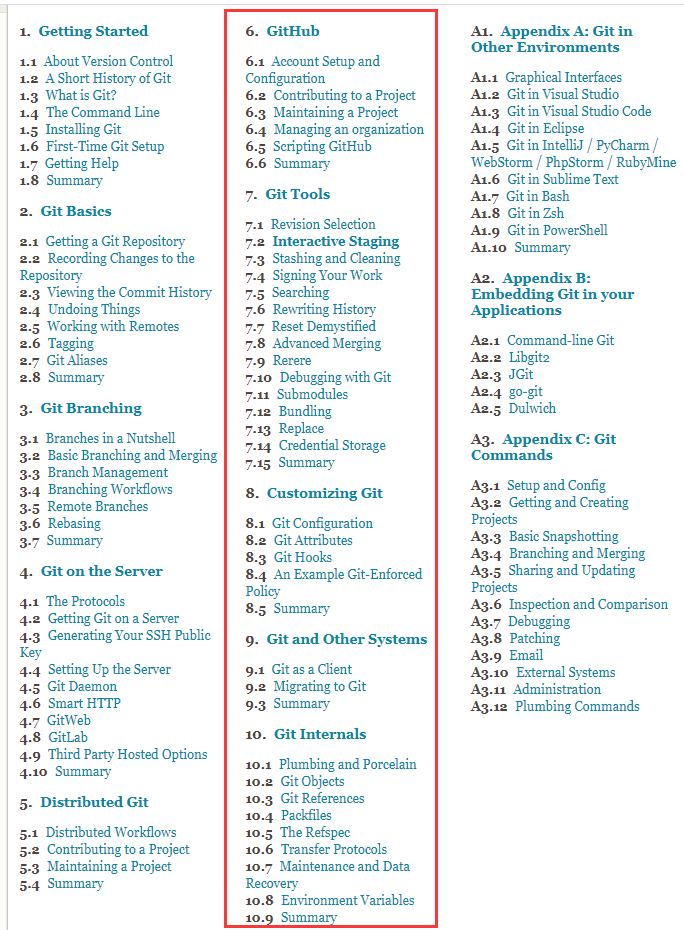 1. Getting Started
1.1 About Version Control
1.2 A Short History of Git
1.3 What is Git?
1.4 The Command Line
1.5 Installing Git
1.6 First-Time Git Setup
1.7 Getting Help
1.8 Summary
2. Git Basics
2.1 Getting a Git Repository
2.2 Recording Changes to the
Repository
2.3 Viewing the Commit History
2.4 Undoing Things
2.5 Working with Remotes
2.6 Tagging
2.7 Git Aliases
2.8 Summary
3. Git Branching
3.1 Branches in a Nutshell
3.2 Basic Branching and Merging
3.3 Branch Management
3.4 Branching Workflows
3.5 Remote Branches
3.6 Rebasing
3.7 Summary
4. Git on the Server
4.1 The Protocols
4.2 Getting Git on a Server
4.3 Generating Your SSH Public
Key
4.4 Setting Up the Server
4.5 Git Daemon
4.6 Smart HTTP
4.7 GitWeb
4.8 GitLab
4.9 Third Party Hosted Options
4.10 Summary
5. Distributed Git
5.1 Distributed Workflows
5.2 Contributing to a Project
5.3 Maintaining a Project
5.4 Summary
6. GitHub
6.1 Account Setup and
Configuration
6.2 Contributing to a Project
6.3 Maintaining a Project
6.4 Managing an organization
6.5 Scripting GitHub
6.6 Summary
7. Git Tools
7.1 Revision Selection
7.2 Interactive Staging
7.3 Stashing and Cleaning
7.4 Signing Your Work
7.5 Searching
7.6 Rewriting History
7.7 Reset Demystified
7.8 Advanced Merging
7.9 Rerere
7.10 Debugging with Git
7.11 Submodules
7.12 Bundling
7.13 Replace
7.14 Credential Storage
7.15 Summary
8. Customizing Git
8.1 Git Configuration
8.2 Git Attributes
8.3 Git Hooks
8.4 An Example Git-Enforced
Policy
8.5 Summary
9. Git and Other Systems
9.1 Git as a Client
9.2 Migrating to Git
9.3 Summary
10. Git Internals
10.1 Plumbing and Porcelain
10.2 Git Objects
10.3 Git References
10.4 Packfiles
10.5 The Refspec
10.6 Transfer Protocols
10.7 Maintenance and Data
Recovery
10.8 Environment Variables
10.9 Summary
A1. Appendix A: Git in
Other Environments
A1.1 Graphical Interfaces
A1.2 Git in Visual Studio
A1.3 Git in Visual Studio Code
A1.4 Git in Eclipse
A1.5 Git in IntelliJ / PyCharm /
WebStorm / PhpStorm / RubyMine
A1.6 Git in Sublime Text
A1.7 Git in Bash
A1.8 Git in Zsh
A1.9 Git in PowerShell
A1.10 Summary
A2. Appendix B:
Embedding Git in your
Applications
A2.1 Command-line Git
A2.2 Libgit2
A2.3 JGit
A2.4 go-git
A2.5 Dulwich
A3. Appendix C: Git
Commands
A3.1 Setup and Config
A3.2 Getting and Creating
Projects
A3.3 Basic Snapshotting
A3.4 Branching and Merging
A3.5 Sharing and Updating
Projects
A3.6 Inspection and Comparison
A3.7 Debugging
A3.8 Patching
A3.9 Email
A3.10 External Systems
A3.11 Administration
A3.12 Plumbing Commands